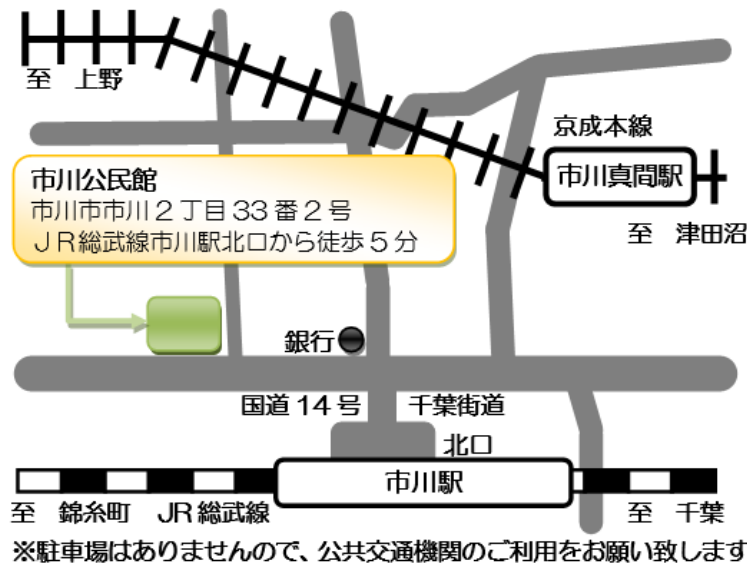 至　上野
京成本線
市川真間駅
至　津田沼
市川公民館
市川市市川２丁目33番２号
ＪＲ総武線市川駅北口から徒歩５分
銀行
国道14号　千葉街道
北口
市川駅
至　錦糸町　JR総武線　至　千葉
※駐車場はありませんので、公共交通機関のご利用をお願い致します